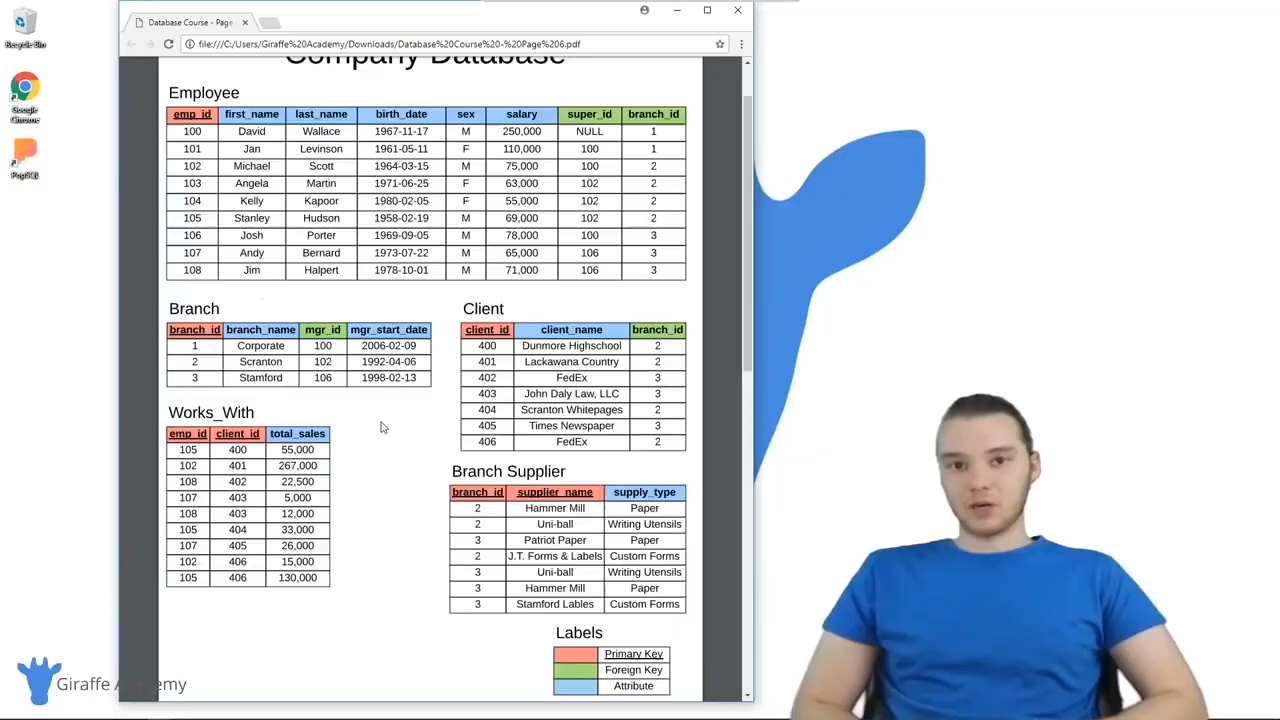 Database Course - Page
file:///C:/Users/Giraffe%20Academy/Downloads/Database%20Course%20-%20Page%206.pdf
Recycle Bin
Google Chrome
PopSQL
Company Database
Employee
emp_id first_name last_name birth_date sex salary super_id branch_id
100 David Wallace 1967-11-17 M 250,000 NULL 1
101 Jan Levinson 1961-05-11 F 110,000 100 1
102 Michael Scott 1964-03-15 M 75,000 100 2
103 Angela Martin 1971-06-25 F 63,000 102 2
104 Kelly Kapoor 1980-02-05 F 55,000 102 2
105 Stanley Hudson 1958-02-19 M 69,000 102 2
106 Josh Porter 1969-09-05 M 78,000 100 3
107 Andy Bernard 1973-07-22 M 65,000 106 3
108 Jim Halpert 1978-10-01 M 71,000 106 3
Branch
branch_id branch_name mgr_id mgr_start_date
1 Corporate 100 2006-02-09
2 Scranton 102 1992-04-06
3 Stamford 106 1998-02-13
Client
client_id client_name branch_id
400 Dunmore Highschool 2
401 Lackawana Country 2
402 FedEx 3
403 John Daly Law, LLC 3
404 Scranton Whitepages 2
405 Times Newspaper 3
406 FedEx 2
Works_With
emp_id client_id total_sales
105 400 55,000
102 401 267,000
108 402 22,500
107 403 5,000
108 403 12,000
105 404 33,000
107 405 26,000
102 406 15,000
105 406 130,000
Branch Supplier
branch_id supplier_name supply_type
2 Hammer Mill Paper
2 Uni-ball Writing Utensils
3 Patriot Paper Paper
2 J.T. Forms & Labels Custom Forms
3 Uni-ball Writing Utensils
3 Hammer Mill Paper
3 Stamford Lables Custom Forms
Labels
Primary Key
Foreign Key
Attribute
Giraffe Academy